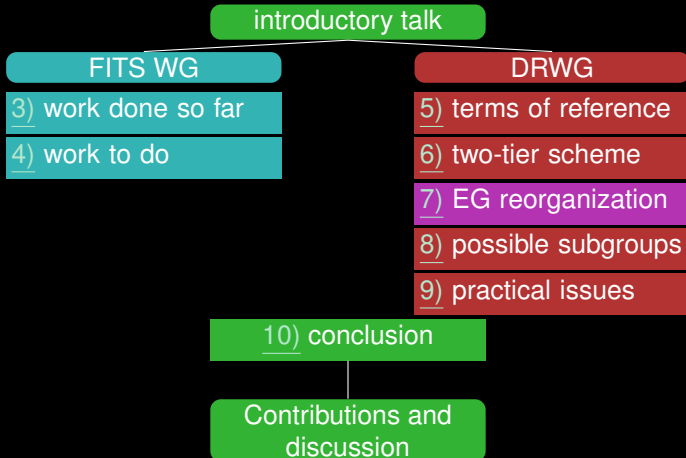 introductory talk
FITS WG
3) work done so far
4) work to do
DRWG
5) terms of reference
6) two-tier scheme
7) EG reorganization
8) possible subgroups
9) practical issues
10) conclusion
Contributions and
discussion